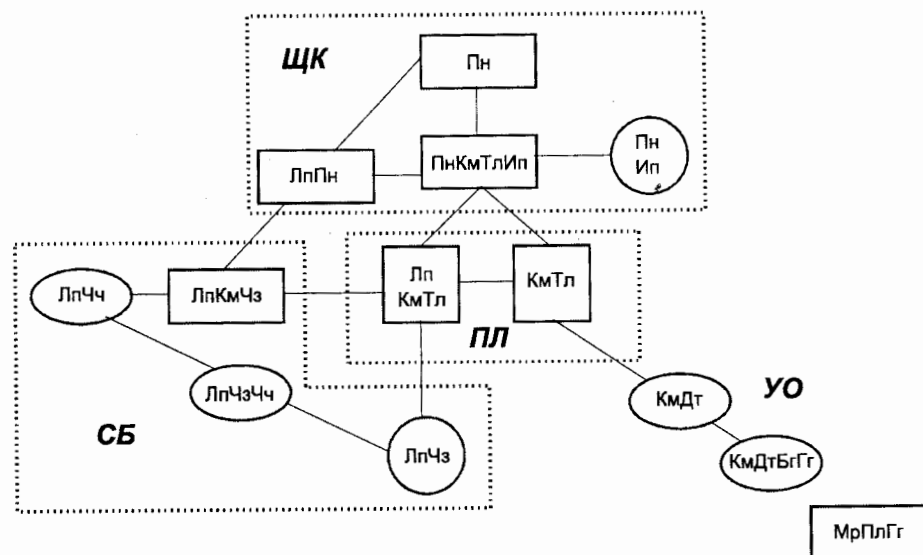 ЩК
Пн
ЛпПн
ПнКмТлИп
Пн
Ип
ЛпЧч
ЛпКмЧз
Лп
КмТл
КмТл
ПЛ
ЛпЧзЧч
СБ
ЛпЧз
КмДт
УО
КмДтБгГг
МрПлГг